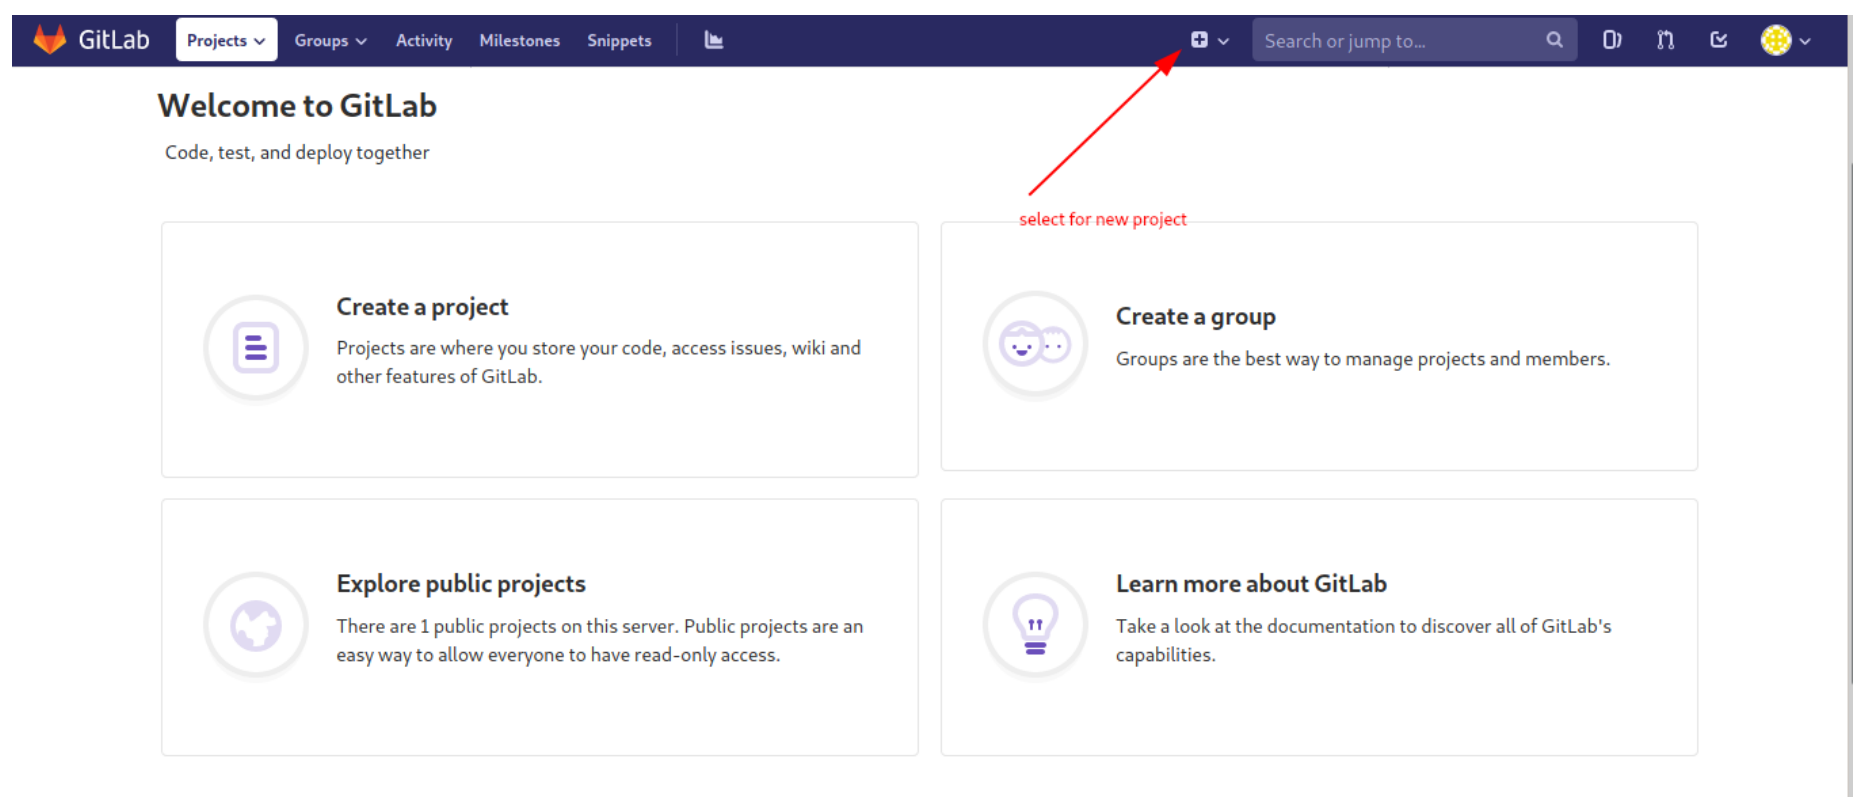 GitLab Projects Groups Activity Milestones Snippets Search or jump to...
Welcome to GitLab
Code, test, and deploy together
select for new project
Create a project
Projects are where you store your code, access issues, wiki and
other features of GitLab.
Create a group
Groups are the best way to manage projects and members.
Explore public projects
There are 1 public projects on this server. Public projects are an
easy way to allow everyone to have read-only access.
Learn more about GitLab
Take a look at the documentation to discover all of GitLab's
capabilities.